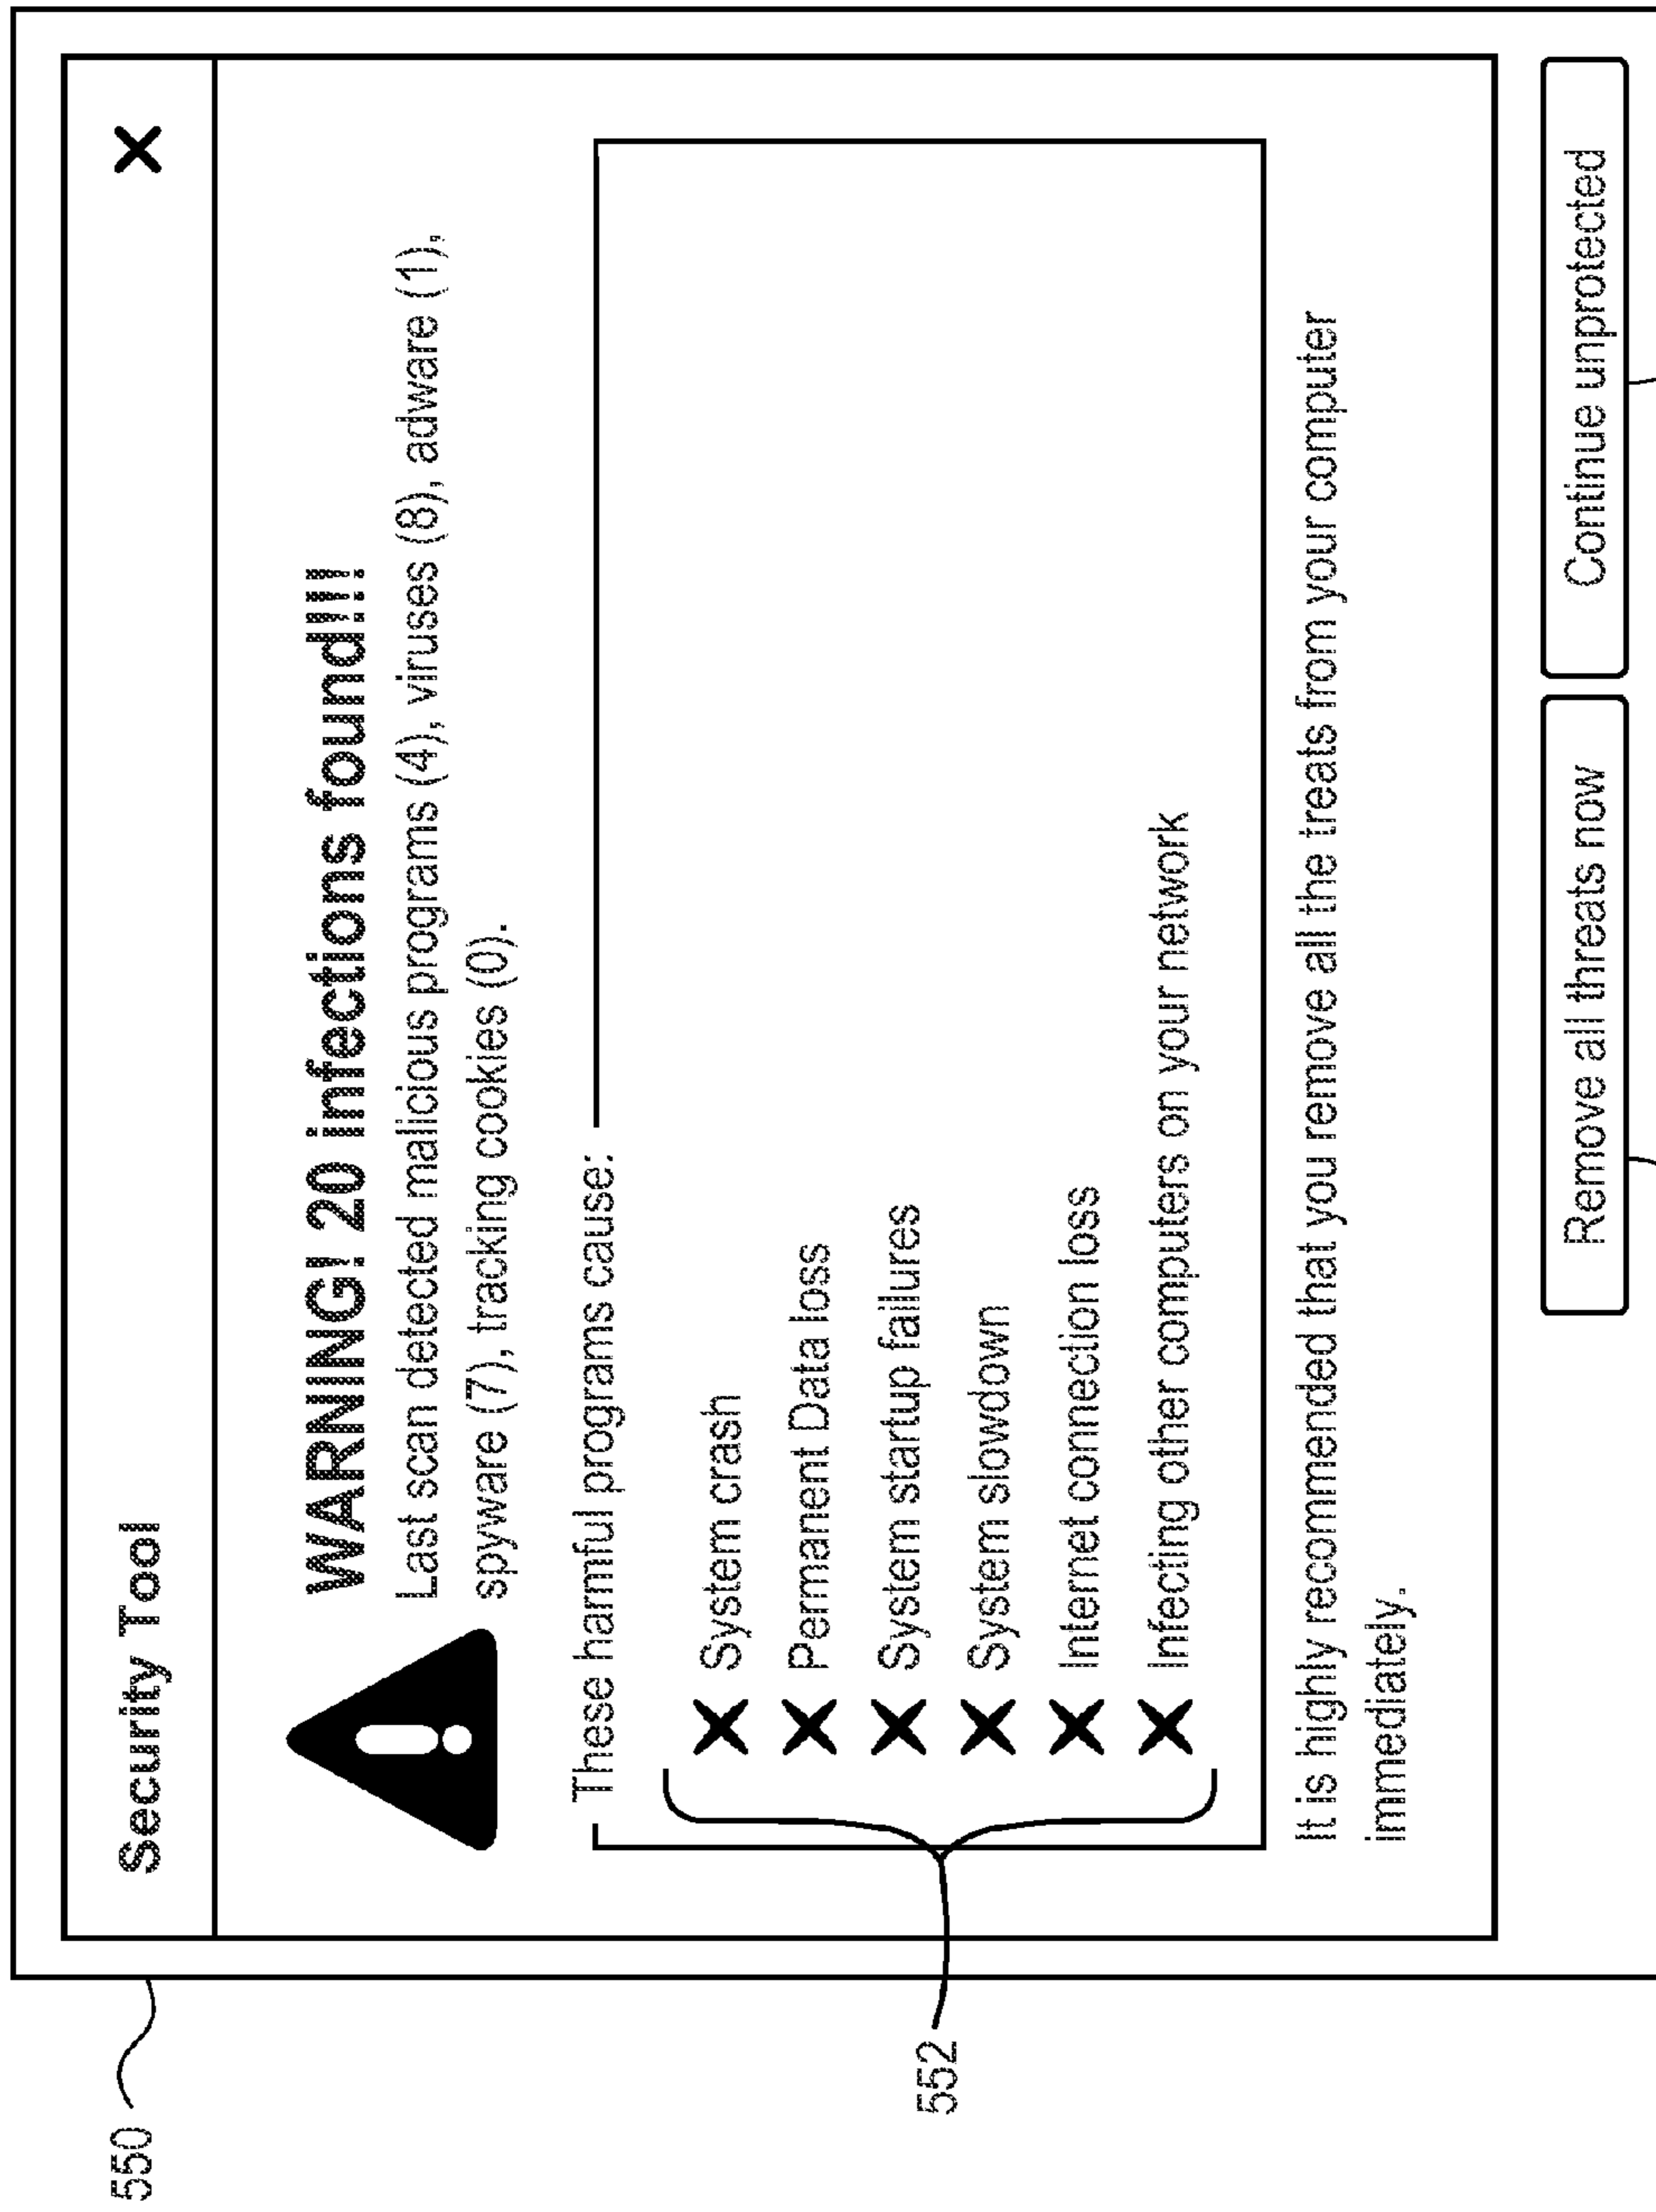 550
Security Tool
WARNING! 20 infections found!!!
Last scan detected malicious programs (4), viruses (8), adware (1),
spyware (7), tracking cookies (0).
These harmful programs cause:
System crash
Permanent Data loss
System startup failures
System slowdown
Internet connection loss
Infecting other computers on your network
552
It is highly recommended that you remove all the treats from your computer
immediately.
Remove all threats now
Continue unprotected